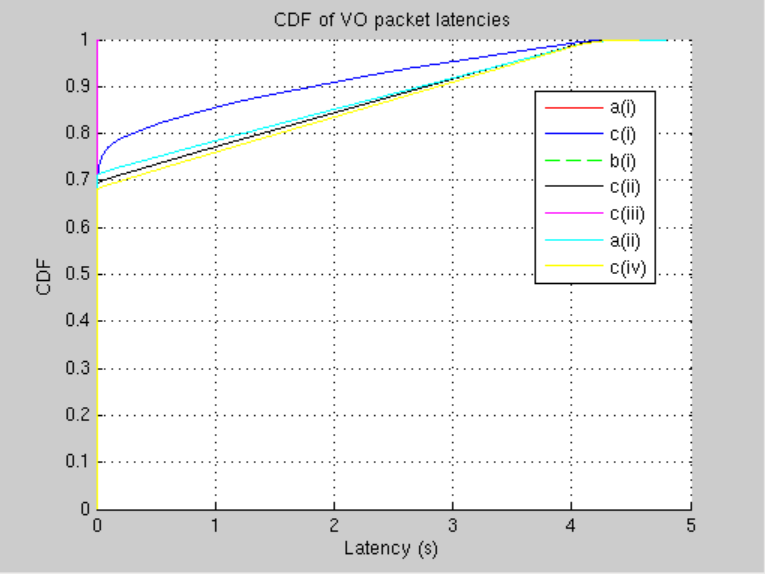 CDF of VO packet latencies
1
0.9
0.8
0.7
0.6
0.5
0.4
0.3
0.2
0.1
0
CDF
a(i)
c(i)
b(i)
c(ii)
c(iii)
a(ii)
c(iv)
0 1 2 3 4 5
Latency (s)